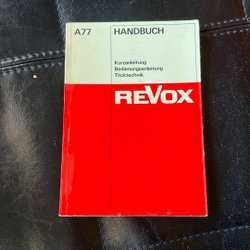 A77 HANDBUCH
Kurzanleitung
Bedienungsanleitung
Tricktechnik
REVOX